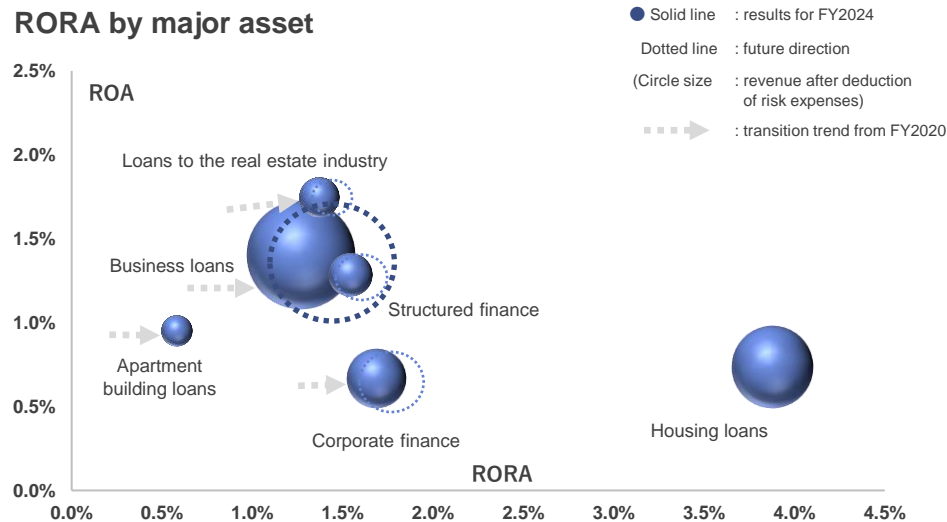 RORA by major asset
Solid line : results for FY2024
Dotted line : future direction
(Circle size : revenue after deduction
of risk expenses)
: transition trend from FY2020
2.5%
ROA
2.0%
Loans to the real estate industry
1.5%
Business loans
Structured finance
1.0%
Apartment
building loans
0.5%
Corporate finance
Housing loans
RORA
0.0%
0.0% 0.5% 1.0% 1.5% 2.0% 2.5% 3.0% 3.5% 4.0% 4.5%